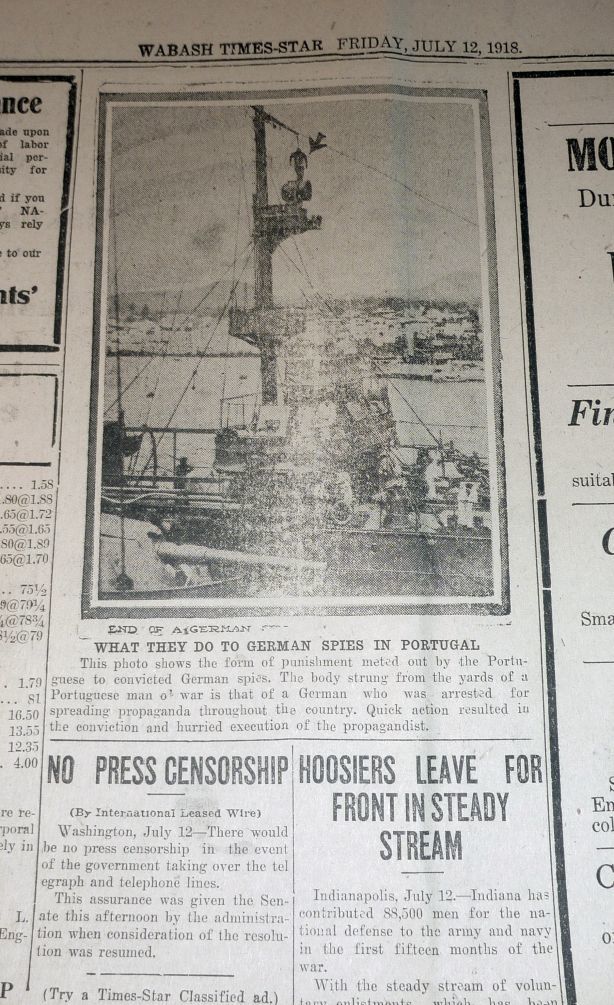 WABASH TIMES-STAR FRIDAY, JULY 12, 1918.
nce
ade upon
of labor
ial per-
sity for
d if you
NA-
ys rely
e to our
nts'
.... 1.58
.80@1.88
.65@1.72
.55@1.65
80@1.89
65@1.70
.. 75½
9@79¼
@78¾
½@79
. 1.79
... 81
16.50
13.55
12.35
. 4.00
re re-
rporal
ely in
L.
Eng-
P
END OF A GERMAN
WHAT THEY DO TO GERMAN SPIES IN PORTUGAL
This photo shows the form of punishment meted out by the Portu-
guese to convicted German spies. The body strung from the yards of a
Portuguese man o' war is that of a German who was arrested for
spreading propaganda throughout the country. Quick action resulted in
the conviction and hurried execution of the propagandist.
NO PRESS CENSORSHIP
(By International Leased Wire)
Washington, July 12—There would
be no press censorship in the event
of the government taking over the tel
egraph and telephone lines.
This assurance was given the Sen-
ate this afternoon by the administra-
tion when consideration of the resolu-
tion was resumed.
(Try a Times-Star Classified ad.)
HOOSIERS LEAVE FOR
FRONT IN STEADY
STREAM
Indianapolis, July 12.—Indiana has
contributed 88,500 men for the na-
tional defense to the army and navy
in the first fifteen months of the
war.
With the steady stream of volun-
tary enlistments which has been
MO
Du
Fin
suital
Sma
En
col